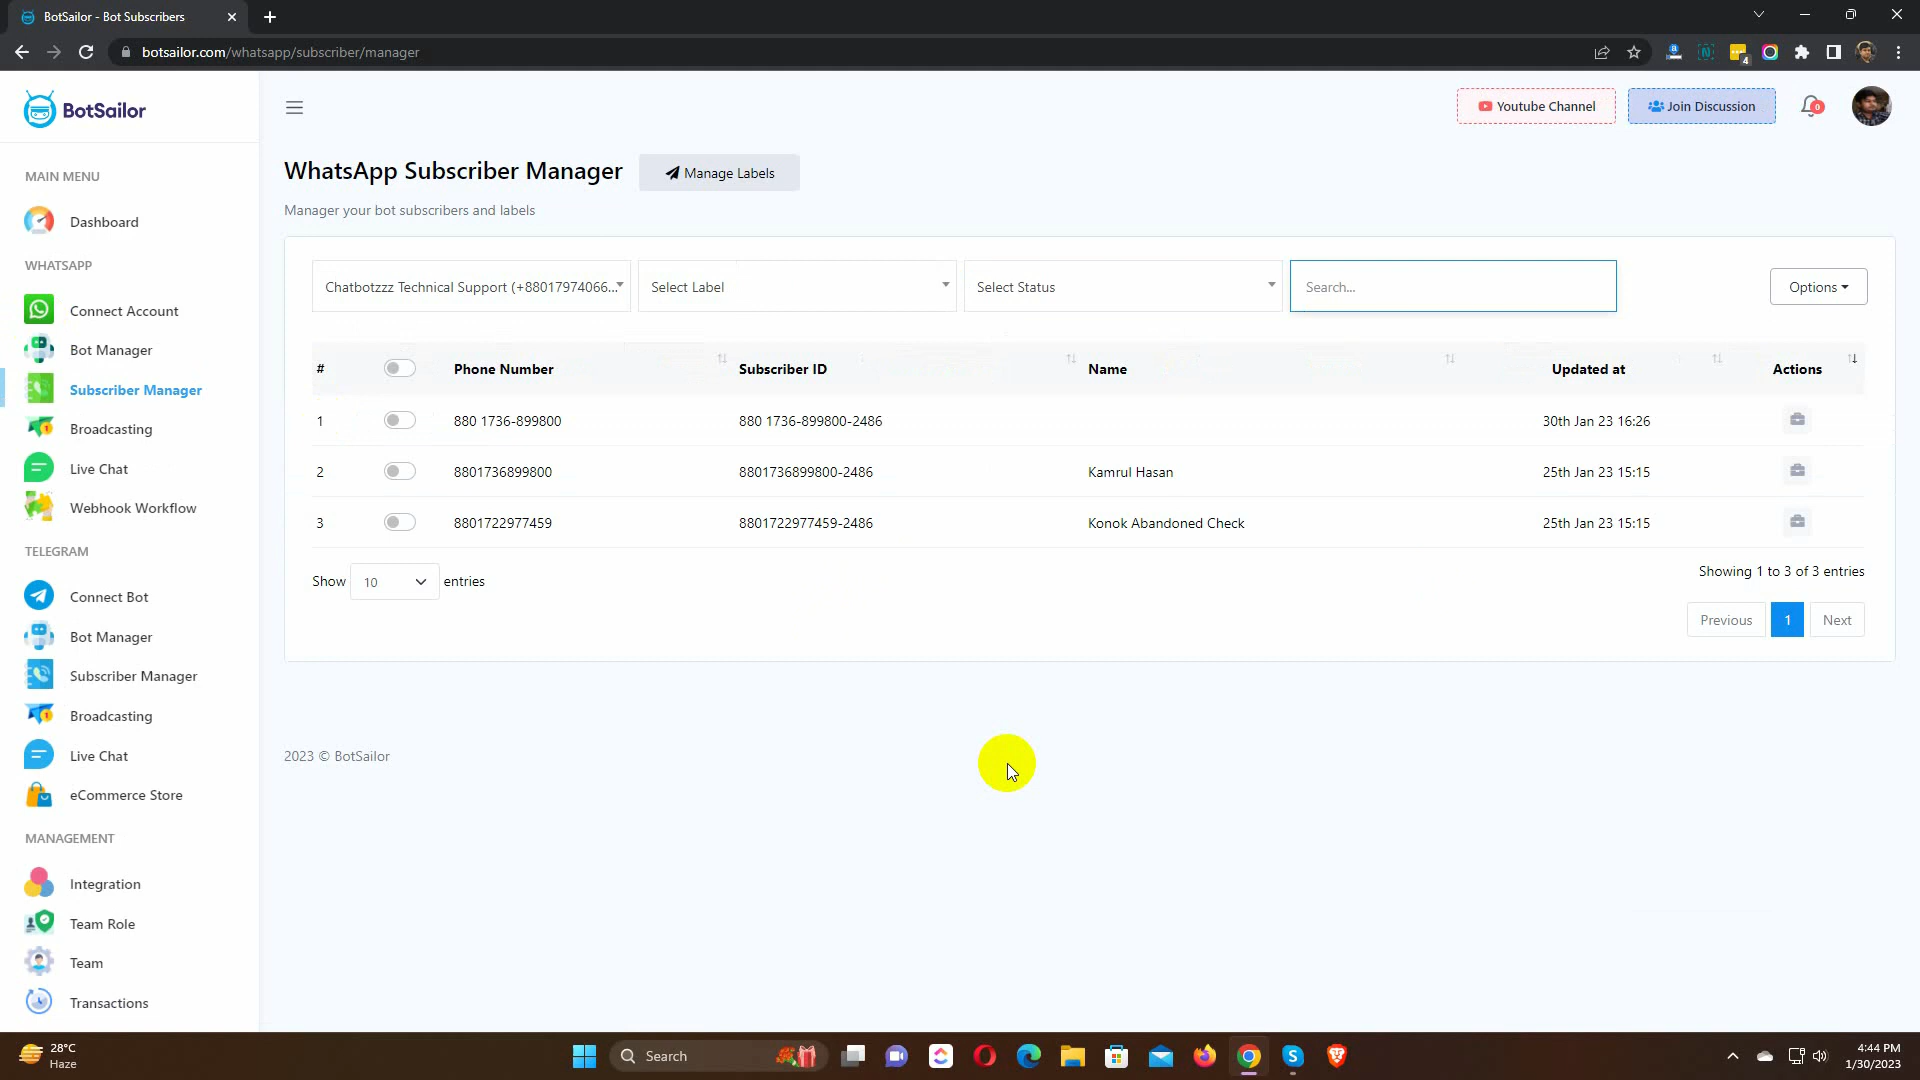 BotSailor - Bot Subscribers
botsailor.com/whatsapp/subscriber/manager
4
BotSailor
Youtube Channel
Join Discussion
0
MAIN MENU
Dashboard
WHATSAPP
Connect Account
Bot Manager
Subscriber Manager
Broadcasting
Live Chat
Webhook Workflow
TELEGRAM
Connect Bot
Bot Manager
Subscriber Manager
Broadcasting
Live Chat
eCommerce Store
MANAGEMENT
Integration
Team Role
Team
Transactions
WhatsApp Subscriber Manager
Manage Labels
Manager your bot subscribers and labels
Chatbotzzz Technical Support (+88017974066...
Select Label
Select Status
Search...
Options
# Phone Number Subscriber ID Name Updated at Actions
1 880 1736-899800 880 1736-899800-2486 30th Jan 23 16:26
2 8801736899800 8801736899800-2486 Kamrul Hasan 25th Jan 23 15:15
3 8801722977459 8801722977459-2486 Konok Abandoned Check 25th Jan 23 15:15
Show 10 entries
Showing 1 to 3 of 3 entries
Previous 1 Next
2023 © BotSailor
28°C
Haze
Search
4:44 PM
1/30/2023